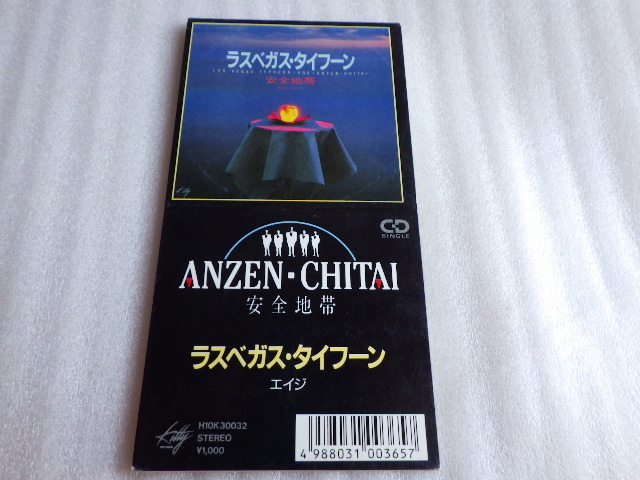 ラスベガス・タイフーン
LAS VEGAS TYPHOON・AGE/ANZEN・CHITAI
安全地帯
CD
SINGLE
ANZEN・CHITAI
安全地帯
ラスベガス・タイフーン
エイジ
Kitty
H10K30032
STEREO
¥1,000
4 988031 003657